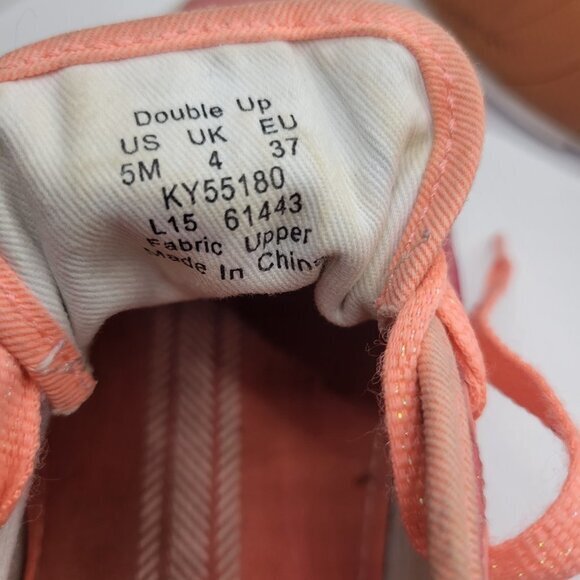 Double Up
US UK EU
5M 4 37
KY55180
L15 61443
Fabric Upper
Made In China